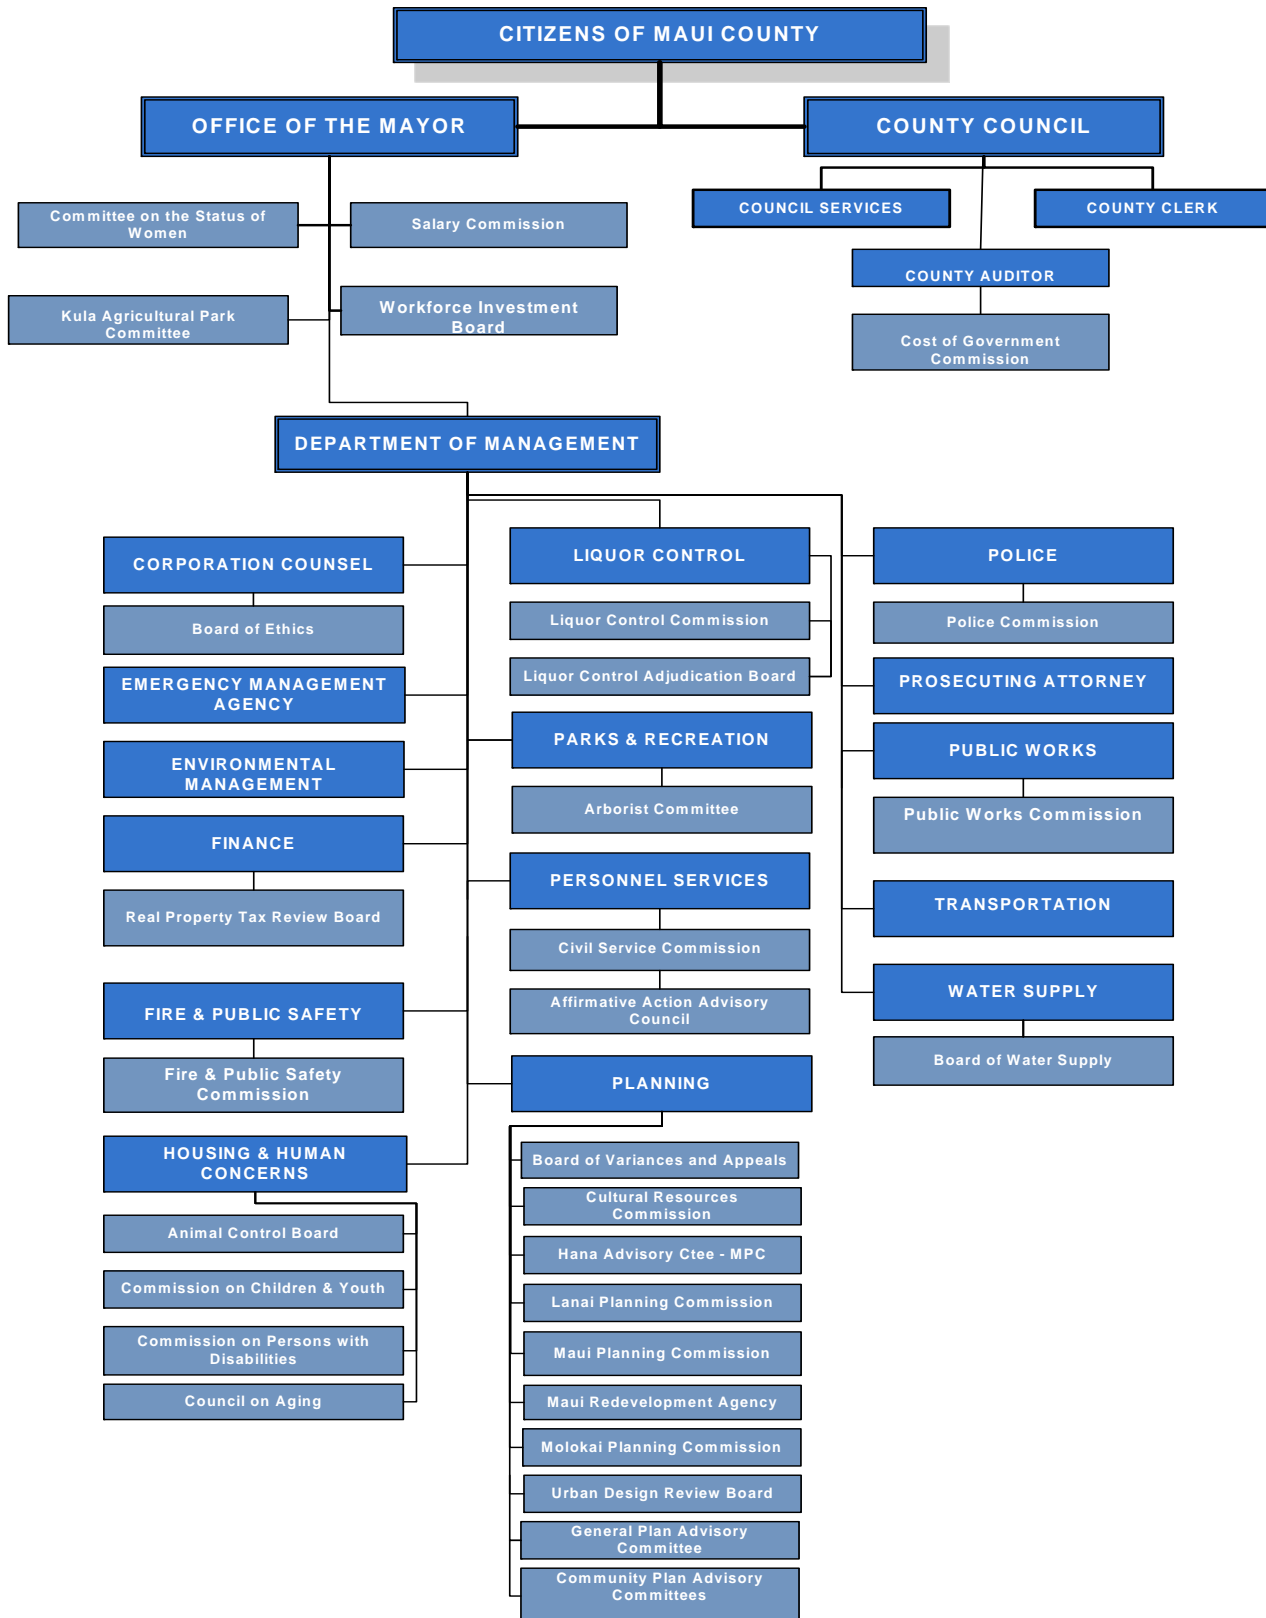 CITIZENS OF MAUI COUNTY
OFFICE OF THE MAYOR
COUNTY COUNCIL
Committee on the Status of
Women
Salary Commission
COUNCIL SERVICES
COUNTY CLERK
COUNTY AUDITOR
Kula Agricultural Park
Committee
Workforce Investment
Board
Cost of Government
Commission
DEPARTMENT OF MANAGEMENT
CORPORATION COUNSEL
Board of Ethics
EMERGENCY MANAGEMENT
AGENCY
ENVIRONMENTAL
MANAGEMENT
FINANCE
Real Property Tax Review Board
FIRE & PUBLIC SAFETY
Fire & Public Safety
Commission
HOUSING & HUMAN
CONCERNS
Animal Control Board
Commission on Children & Youth
Commission on Persons with
Disabilities
Council on Aging
LIQUOR CONTROL
Liquor Control Commission
Liquor Control Adjudication Board
PARKS & RECREATION
Arborist Committee
PERSONNEL SERVICES
Civil Service Commission
Affirmative Action Advisory
Council
PLANNING
Board of Variances and Appeals
Cultural Resources
Commission
Hana Advisory Ctee - MPC
Lanai Planning Commission
Maui Planning Commission
Maui Redevelopment Agency
Molokai Planning Commission
Urban Design Review Board
General Plan Advisory
Committee
Community Plan Advisory
Committees
POLICE
Police Commission
PROSECUTING ATTORNEY
PUBLIC WORKS
Public Works Commission
TRANSPORTATION
WATER SUPPLY
Board of Water Supply